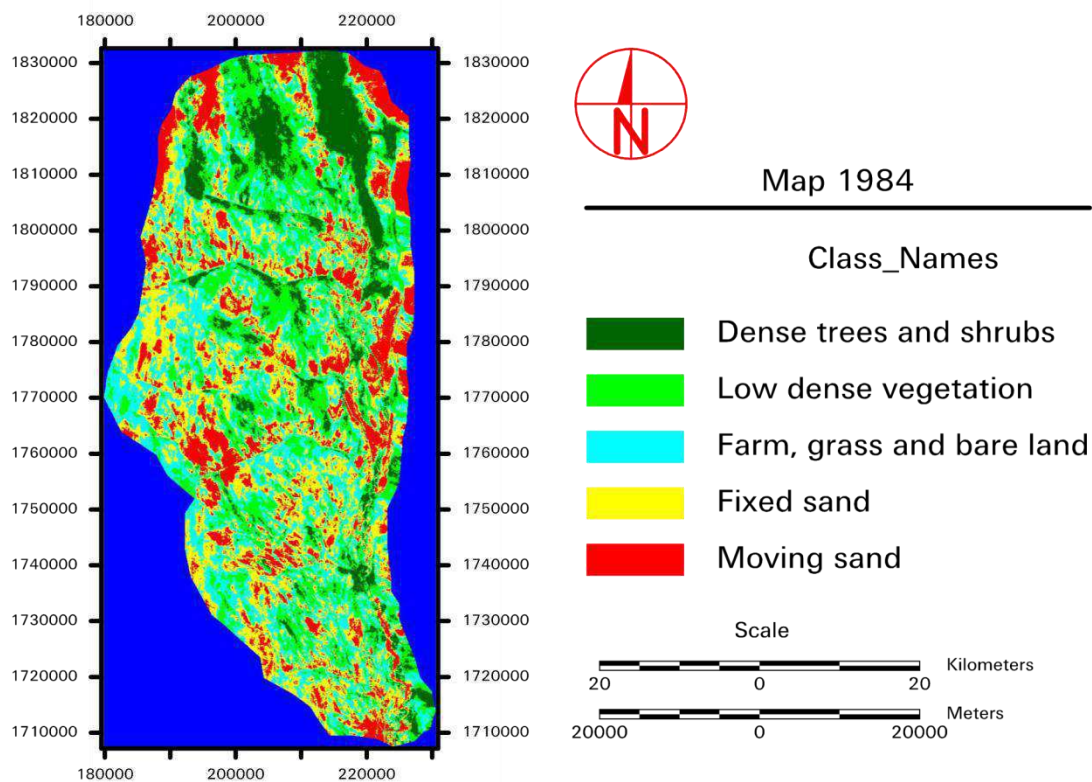 180000 200000 220000
1830000 1830000
1820000 1820000
1810000 1810000
1800000 1800000
1790000 1790000
1780000 1780000
1770000 1770000
1760000 1760000
1750000 1750000
1740000 1740000
1730000 1730000
1720000 1720000
1710000 1710000
180000 200000 220000
N
Map 1984
Class_Names
Dense trees and shrubs
Low dense vegetation
Farm, grass and bare land
Fixed sand
Moving sand
Scale
Kilometers
20 0 20
Meters
20000 0 20000